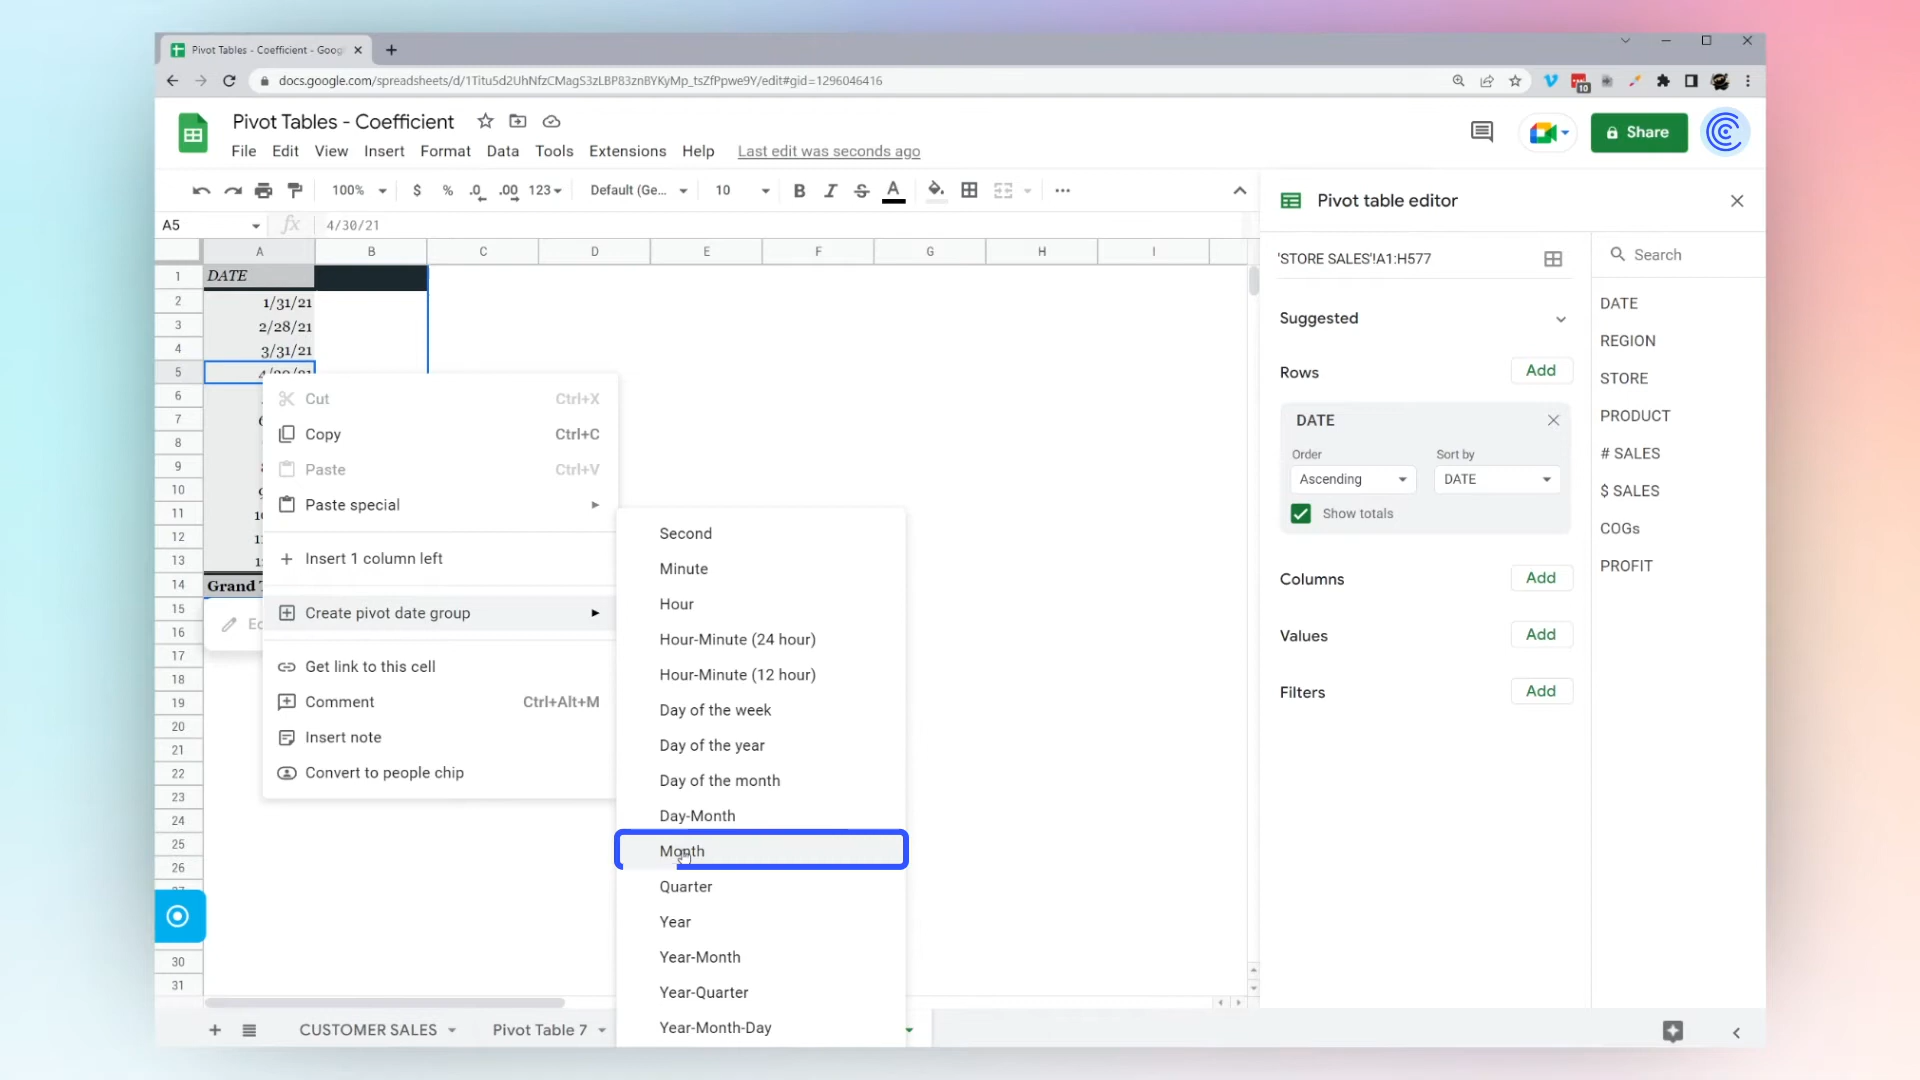 Pivot Tables - Coefficient - Goog
docs.google.com/spreadsheets/d/1Titu5d2UhNfzCMagS3zLBP83znBYKyMp_tsZfPpwe9Y/edit#gid=1296046416
10
Pivot Tables - Coefficient
File Edit View Insert Format Data Tools Extensions Help Last edit was seconds ago
Share
100% $ % .0 .00 123 Default (Ge... 10 B I S A
A5 fx 4/30/21
A B C D E F G H I
1 DATE
2 1/31/21
3 2/28/21
4 3/31/21
5
6
7
8
9
10
11
12
13
14 Grand
15
16
17
18
19
20
21
22
23
24
25
26
30
31
Cut Ctrl+X
Copy Ctrl+C
Paste Ctrl+V
Paste special
Insert 1 column left
Create pivot date group
Get link to this cell
Comment Ctrl+Alt+M
Insert note
Convert to people chip
Second
Minute
Hour
Hour-Minute (24 hour)
Hour-Minute (12 hour)
Day of the week
Day of the year
Day of the month
Day-Month
Month
Quarter
Year
Year-Month
Year-Quarter
Year-Month-Day
Pivot table editor
'STORE SALES'!A1:H577
Suggested
Rows Add
DATE
Order Sort by
Ascending DATE
Show totals
Columns Add
Values Add
Filters Add
Search
DATE
REGION
STORE
PRODUCT
# SALES
$ SALES
COGs
PROFIT
CUSTOMER SALES Pivot Table 7